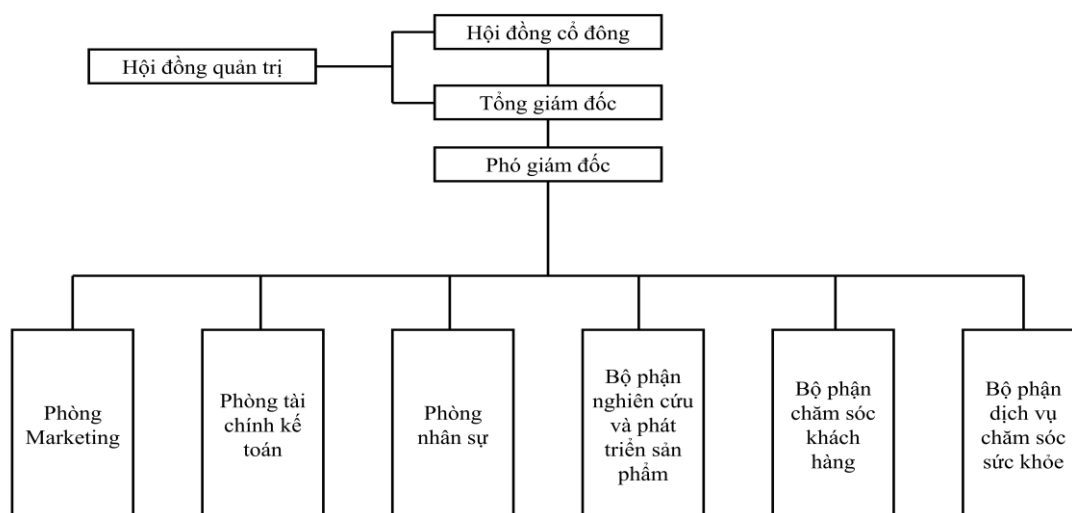 Hội đồng cổ đông
Hội đồng quản trị
Tổng giám đốc
Phó giám đốc
Phòng
Marketing
Phòng tài
chính kế
toán
Phòng
nhân sự
Bộ phận
nghiên cứu
và phát
triển sản
phẩm
Bộ phận
chăm sóc
khách
hàng
Bộ phận
dịch vụ
chăm sóc
sức khỏe